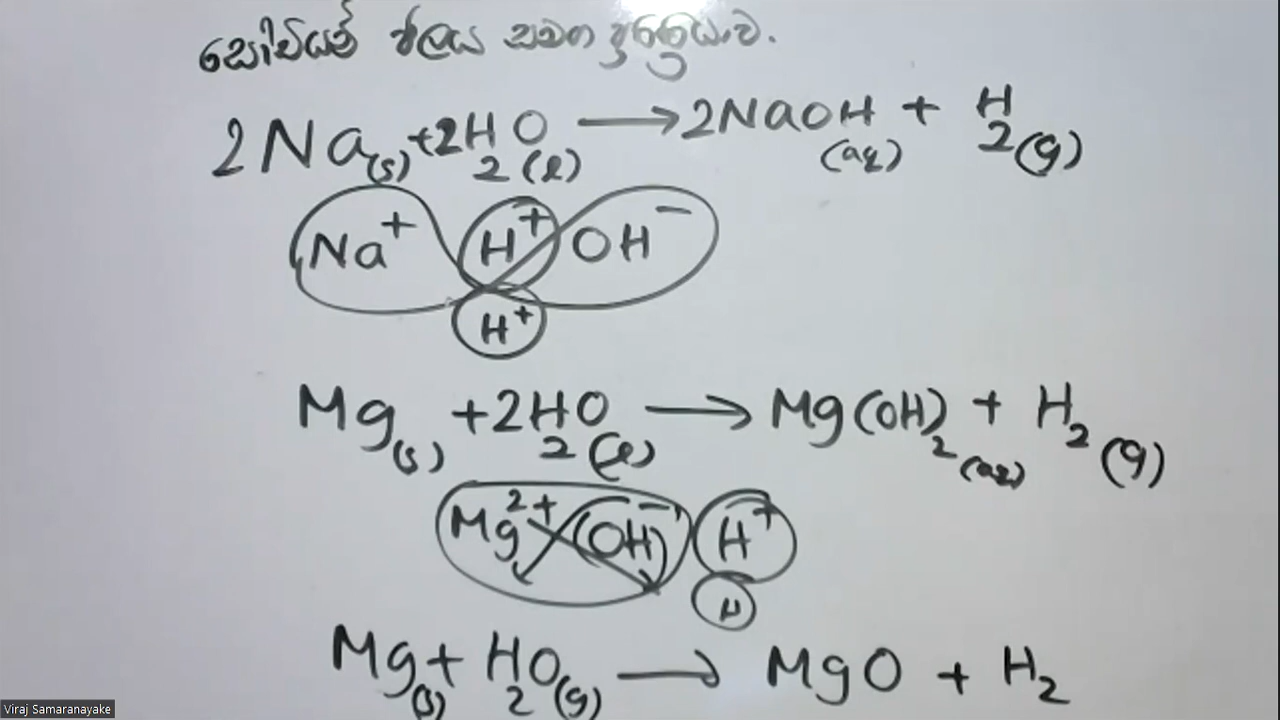 සෝඩියම් ජලය සමග ප්‍රතික්‍රියාව.
2Na(s) + 2H₂O(l) → 2NaOH(aq) + H₂(g)
Na⁺ H⁺ OH⁻
H⁺
Mg(s) + 2H₂O(l) → Mg(OH)₂(aq) + H₂(g)
Mg²⁺ (OH)⁻ H⁺
H
Mg(s) + H₂O(g) → MgO + H₂
Viraj Samaranayake